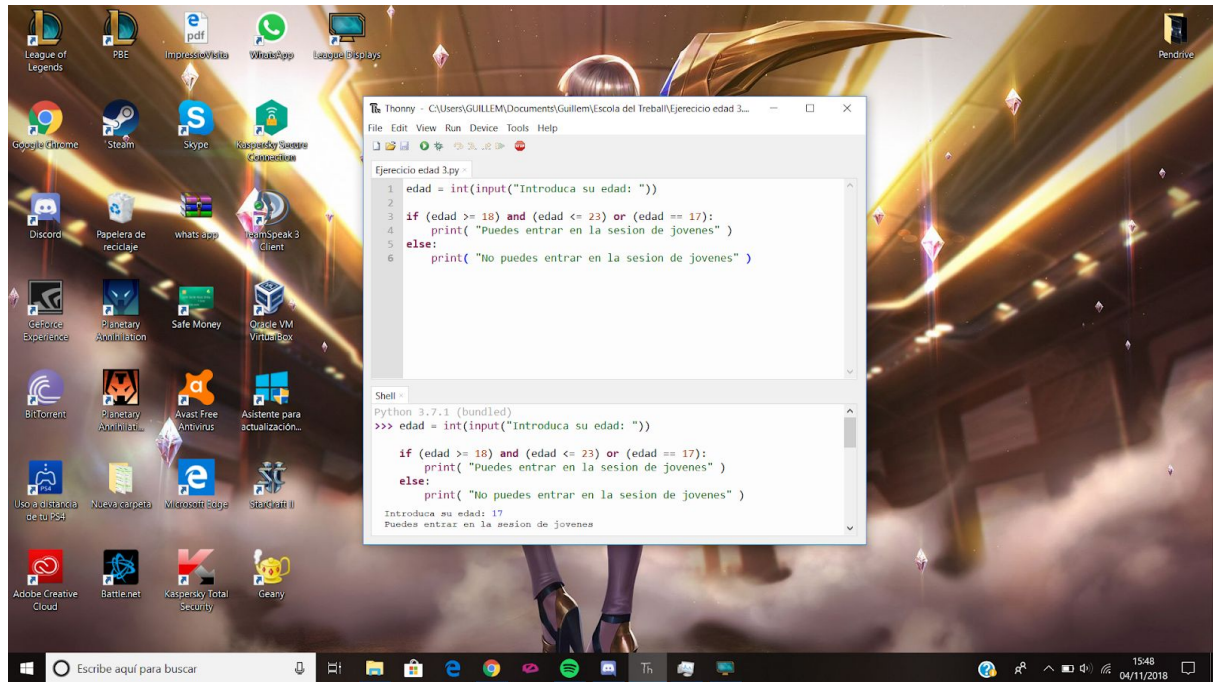 League of
Legends
PBE
pdf
ImpressioVisita
WhatsApp
League Displays
Pendrive
Google Chrome
Steam
Skype
Kaspersky Secure
Connection
Discord
Papelera de
reciclaje
whats app
TeamSpeak 3
Client
GeForce
Experience
Planetary
Annihilation
Safe Money
Oracle VM
VirtualBox
BitTorrent
Planetary
Annihilati...
Avast Free
Antivirus
Asistente para
actualización...
PS4
Uso a distancia
de tu PS4
Nueva carpeta
Microsoft Edge
StarCraft II
Adobe Creative
Cloud
Battle.net
Kaspersky Total
Security
Geany
Th Thonny - C:\Users\GUILLEM\Documents\Guillem\Escola del Treball\Ejerecicio edad 3....
File Edit View Run Device Tools Help
Ejerecicio edad 3.py
1 edad = int(input("Introduca su edad: "))
2
3 if (edad >= 18) and (edad <= 23) or (edad == 17):
4 print( "Puedes entrar en la sesion de jovenes" )
5 else:
6 print( "No puedes entrar en la sesion de jovenes" )
Shell
Python 3.7.1 (bundled)
>>> edad = int(input("Introduca su edad: "))
if (edad >= 18) and (edad <= 23) or (edad == 17):
print( "Puedes entrar en la sesion de jovenes" )
else:
print( "No puedes entrar en la sesion de jovenes" )
Introduca su edad: 17
Puedes entrar en la sesion de jovenes
Escribe aquí para buscar
Th
15:48
04/11/2018